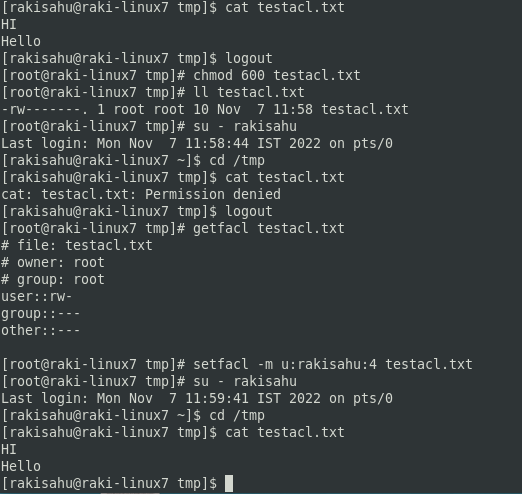 [rakisahu@raki-linux7 tmp]$ cat testacl.txt
HI
Hello
[rakisahu@raki-linux7 tmp]$ logout
[root@raki-linux7 tmp]# chmod 600 testacl.txt
[root@raki-linux7 tmp]# ll testacl.txt
-rw-------. 1 root root 10 Nov  7 11:58 testacl.txt
[root@raki-linux7 tmp]# su - rakisahu
Last login: Mon Nov  7 11:58:44 IST 2022 on pts/0
[rakisahu@raki-linux7 ~]$ cd /tmp
[rakisahu@raki-linux7 tmp]$ cat testacl.txt
cat: testacl.txt: Permission denied
[rakisahu@raki-linux7 tmp]$ logout
[root@raki-linux7 tmp]# getfacl testacl.txt
# file: testacl.txt
# owner: root
# group: root
user::rw-
group::---
other::---
[root@raki-linux7 tmp]# setfacl -m u:rakisahu:4 testacl.txt
[root@raki-linux7 tmp]# su - rakisahu
Last login: Mon Nov  7 11:59:41 IST 2022 on pts/0
[rakisahu@raki-linux7 ~]$ cd /tmp
[rakisahu@raki-linux7 tmp]$ cat testacl.txt
HI
Hello
[rakisahu@raki-linux7 tmp]$